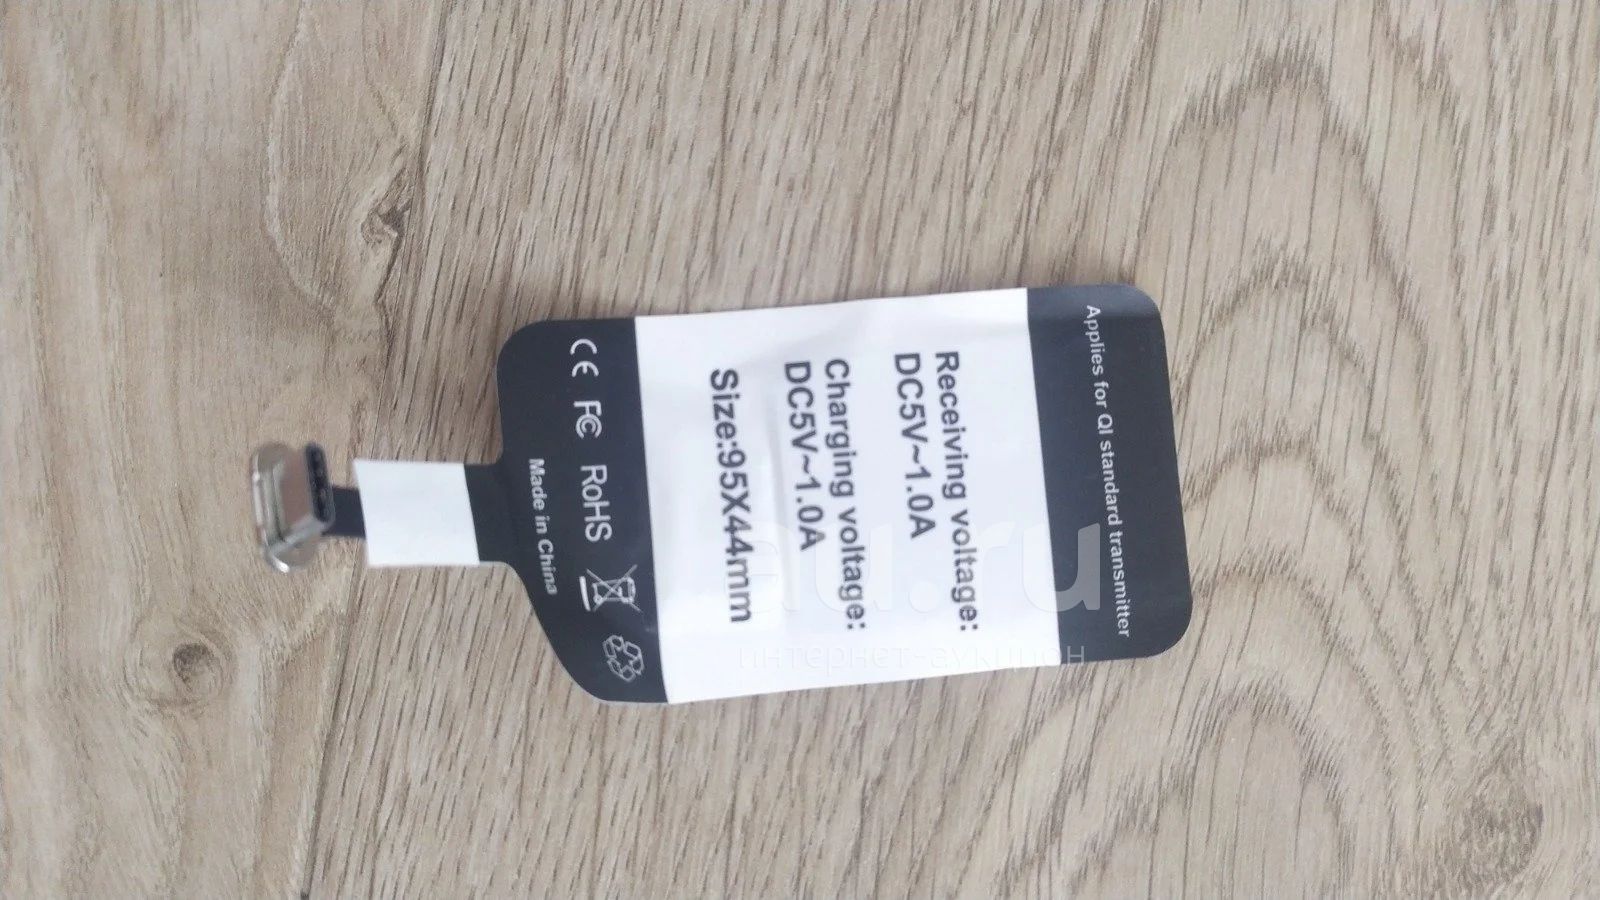 Applies for QI standard transmitter
Receiving voltage:
DC5V~1.0A
Charging voltage:
DC5V~1.0A
Size:95X44mm
CE FC RoHS
Made in China
au.ru
интернет-аукцион